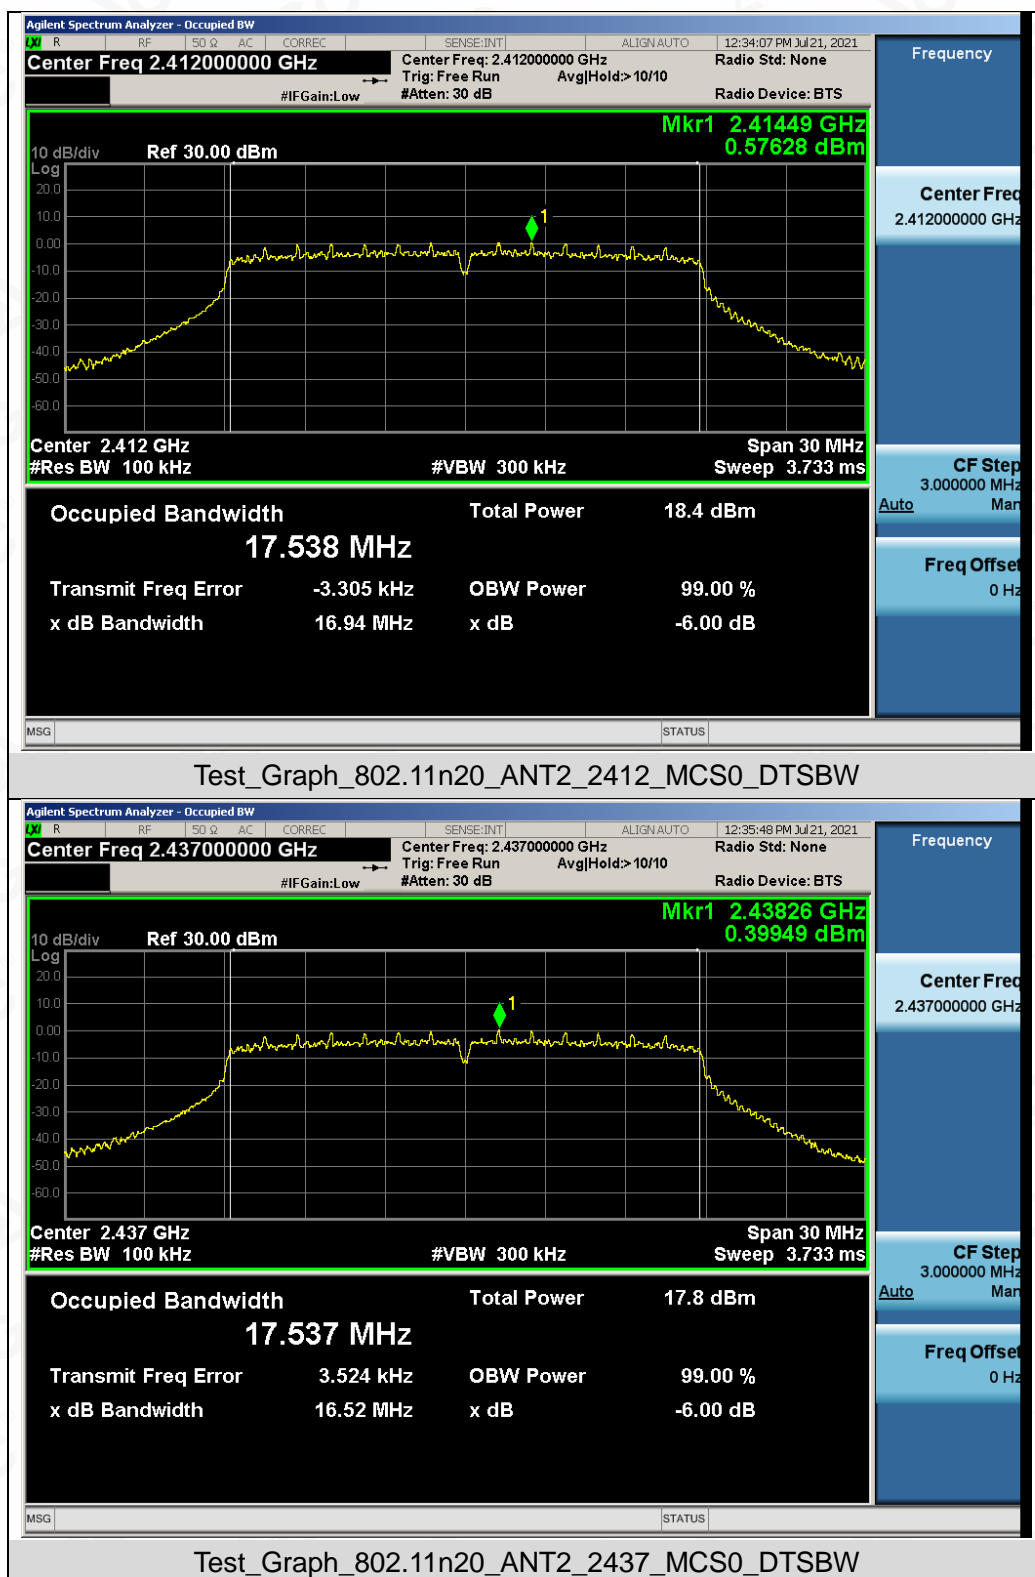 Agilent Spectrum Analyzer - Occupied BW
LXI R RF 50 Ω AC CORREC SENSE:INT ALIGN AUTO 12:34:07 PM Jul 21, 2021
Center Freq 2.412000000 GHz Center Freq: 2.412000000 GHz Radio Std: None Frequency
Trig: Free Run Avg|Hold:> 10/10
#IFGain:Low #Atten: 30 dB Radio Device: BTS
Mkr1 2.41449 GHz
0.57628 dBm
10 dB/div Ref 30.00 dBm
Log
20.0
10.0
1
0.00
-10.0
-20.0
-30.0
-40.0
-50.0
-60.0
Center Freq
2.412000000 GHz
Center 2.412 GHz Span 30 MHz
#Res BW 100 kHz #VBW 300 kHz Sweep 3.733 ms
CF Step
3.000000 MHz
Auto Man
Occupied Bandwidth Total Power 18.4 dBm
17.538 MHz
Freq Offset
0 Hz
Transmit Freq Error -3.305 kHz OBW Power 99.00 %
x dB Bandwidth 16.94 MHz x dB -6.00 dB
MSG STATUS
Test_Graph_802.11n20_ANT2_2412_MCS0_DTSBW
Agilent Spectrum Analyzer - Occupied BW
LXI R RF 50 Ω AC CORREC SENSE:INT ALIGN AUTO 12:35:48 PM Jul 21, 2021
Center Freq 2.437000000 GHz Center Freq: 2.437000000 GHz Radio Std: None Frequency
Trig: Free Run Avg|Hold:> 10/10
#IFGain:Low #Atten: 30 dB Radio Device: BTS
Mkr1 2.43826 GHz
0.39949 dBm
10 dB/div Ref 30.00 dBm
Log
20.0
10.0
1
0.00
-10.0
-20.0
-30.0
-40.0
-50.0
-60.0
Center Freq
2.437000000 GHz
Center 2.437 GHz Span 30 MHz
#Res BW 100 kHz #VBW 300 kHz Sweep 3.733 ms
CF Step
3.000000 MHz
Auto Man
Occupied Bandwidth Total Power 17.8 dBm
17.537 MHz
Freq Offset
0 Hz
Transmit Freq Error 3.524 kHz OBW Power 99.00 %
x dB Bandwidth 16.52 MHz x dB -6.00 dB
MSG STATUS
Test_Graph_802.11n20_ANT2_2437_MCS0_DTSBW